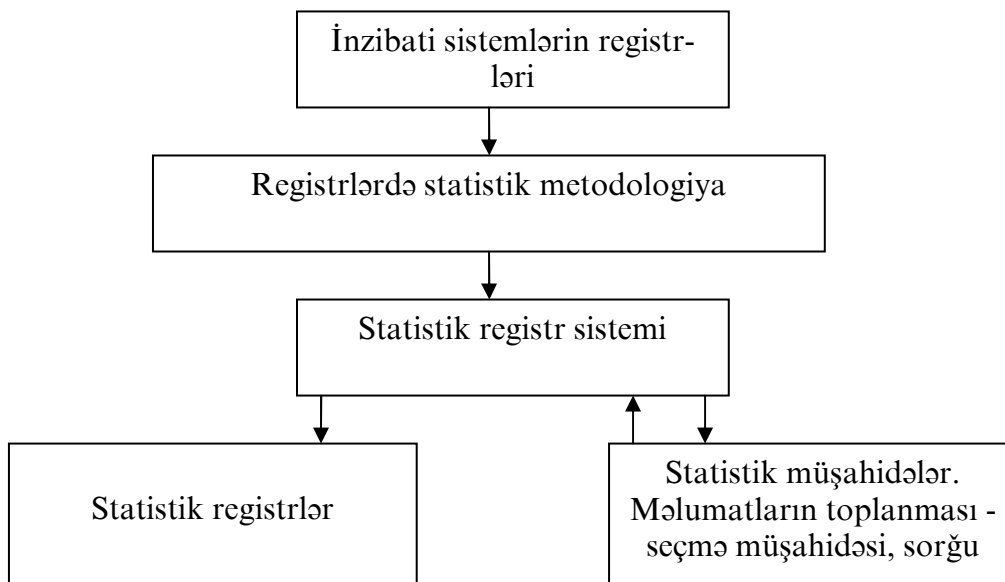 İnzibati sistemlərin registr-
ləri
Registrlərdə statistik metodologiya
Statistik registr sistemi
Statistik registrlər
Statistik müşahidələr.
Məlumatların toplanması -
seçmə müşahidəsi, sorğu